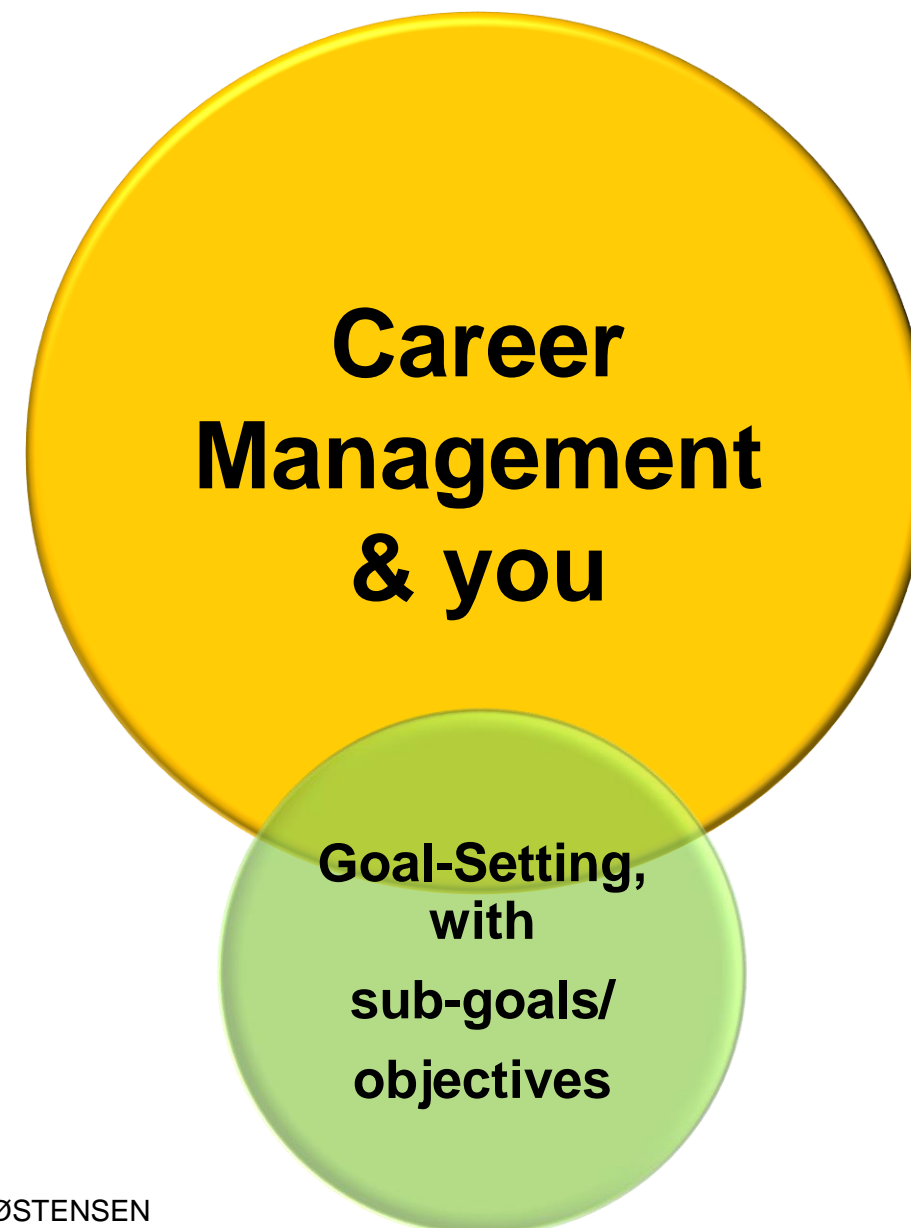 Career
Management
& you
Goal-Setting,
with
sub-goals/
objectives
ØSTENSEN